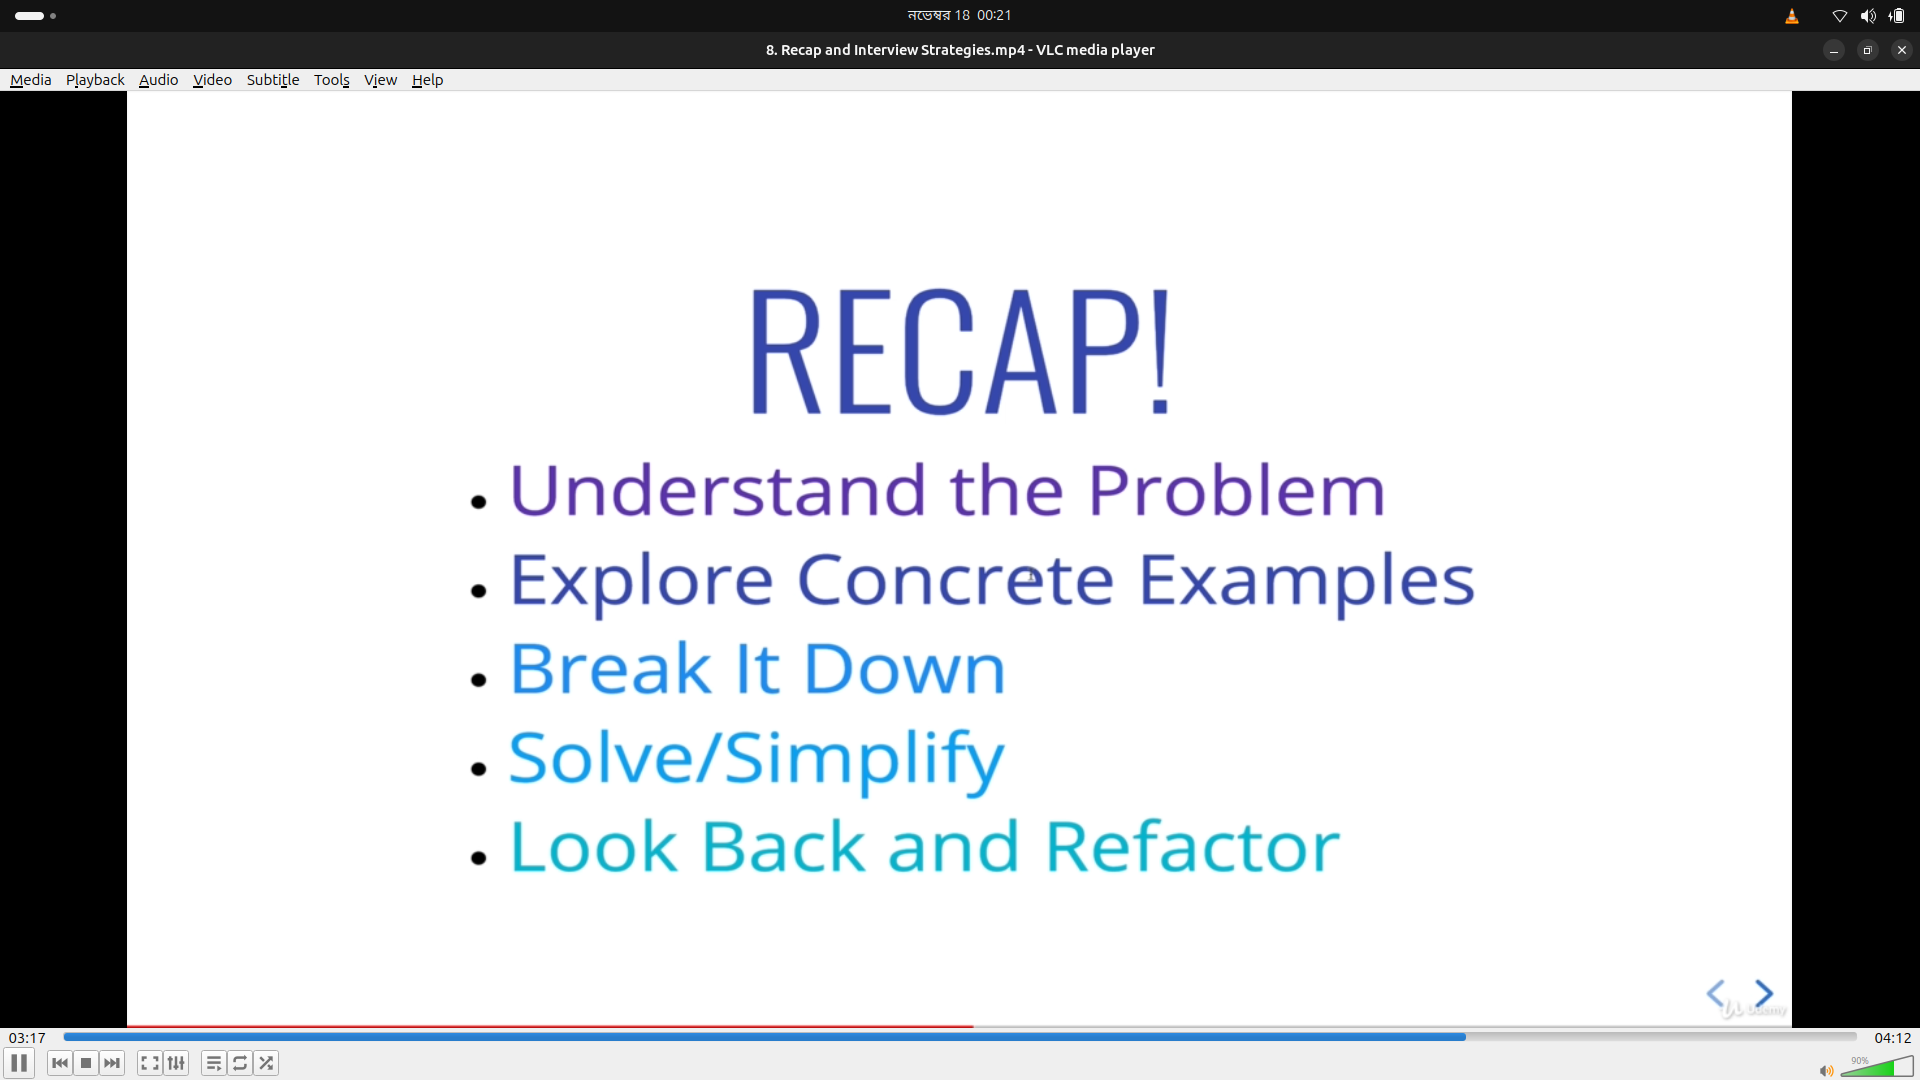 নভেম্বর 18 00:21
8. Recap and Interview Strategies.mp4 - VLC media player
Media Playback Audio Video Subtitle Tools View Help
RECAP!
• Understand the Problem
• Explore Concrete Examples
• Break It Down
• Solve/Simplify
• Look Back and Refactor
Udemy
03:17 04:12
90%